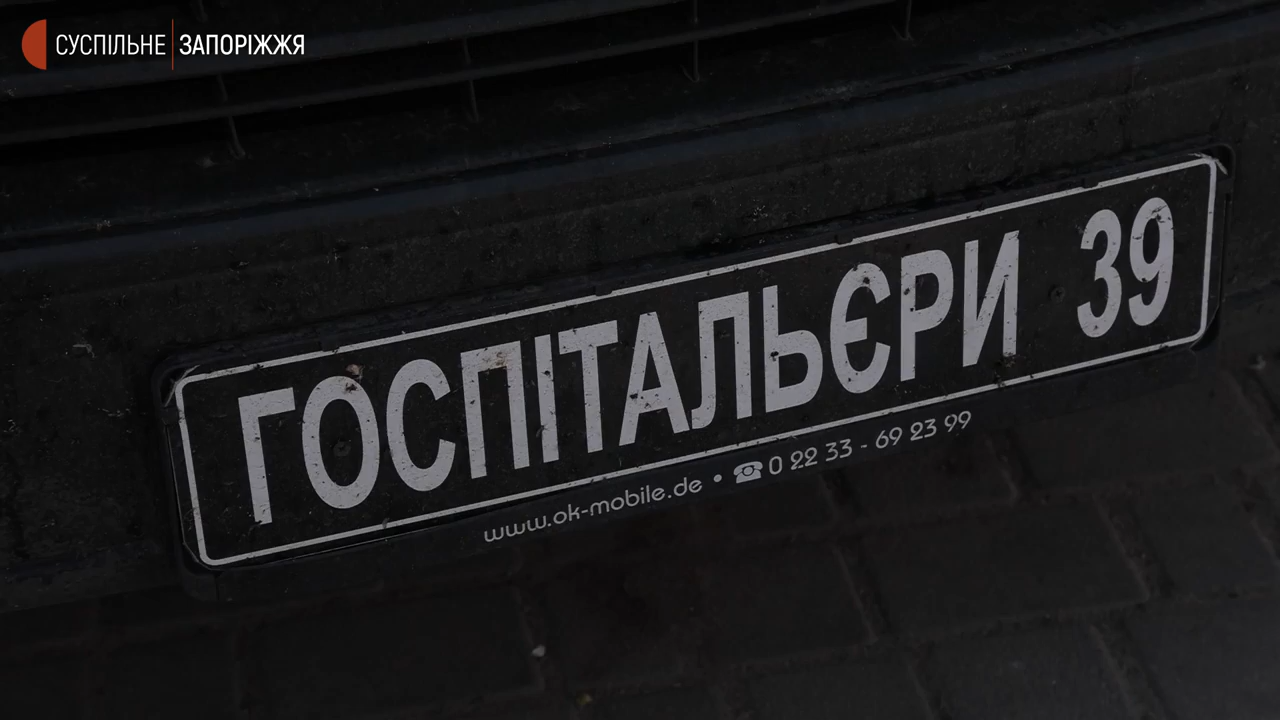 СУСПІЛЬНЕ ЗАПОРІЖЖЯ
ГОСПІТАЛЬЄРИ 39
www.ok-mobile.de • ☎ 0 22 33 - 69 23 99